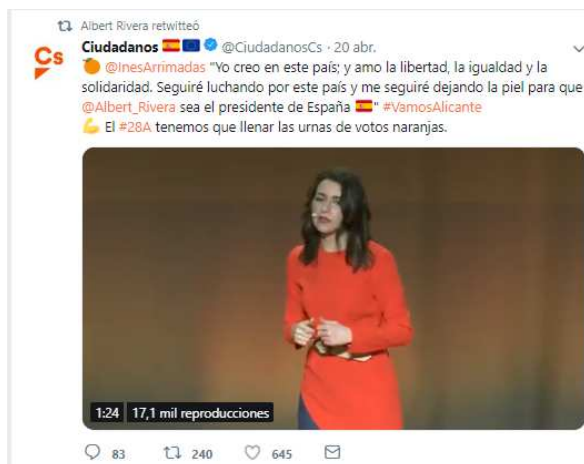 Albert Rivera retwitteó
Cs
Ciudadanos 🇪🇸 🇪🇺 @CiudadanosCs · 20 abr.
🍊 @InesArrimadas "Yo creo en este país; y amo la libertad, la igualdad y la
solidaridad. Seguiré luchando por este país y me seguiré dejando la piel para que
@Albert_Rivera sea el presidente de España 🇪🇸" #VamosAlicante
💪 El #28A tenemos que llenar las urnas de votos naranjas.
1:24 17,1 mil reproducciones
83 240 645